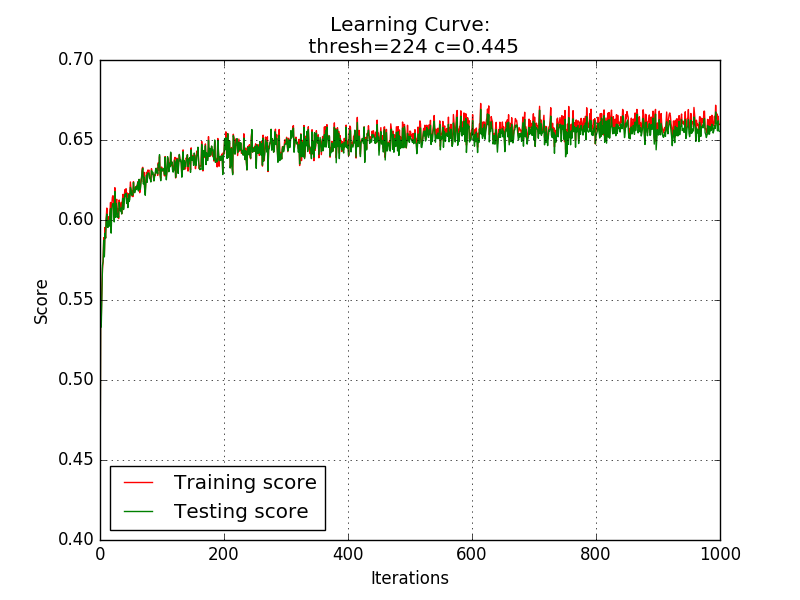 Learning Curve:
thresh=224 c=0.445
0.70
0.65
0.60
0.55
0.50
0.45
0.40
Score
Training score
Testing score
0
200
400
600
800
1000
Iterations